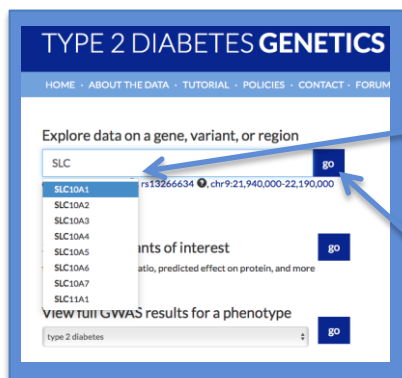 TYPE 2 DIABETES GENETICS
HOME · ABOUT THE DATA · TUTORIAL · POLICIES · CONTACT · FORUM
Explore data on a gene, variant, or region
SLC
go
rs13266634 , chr9:21,940,000-22,190,000
SLC10A1
SLC10A2
SLC10A3
SLC10A4
SLC10A5
SLC10A6
SLC10A7
SLC11A1
nts of interest
go
atio, predicted effect on protein, and more
View full GWAS results for a phenotype
type 2 diabetes
go